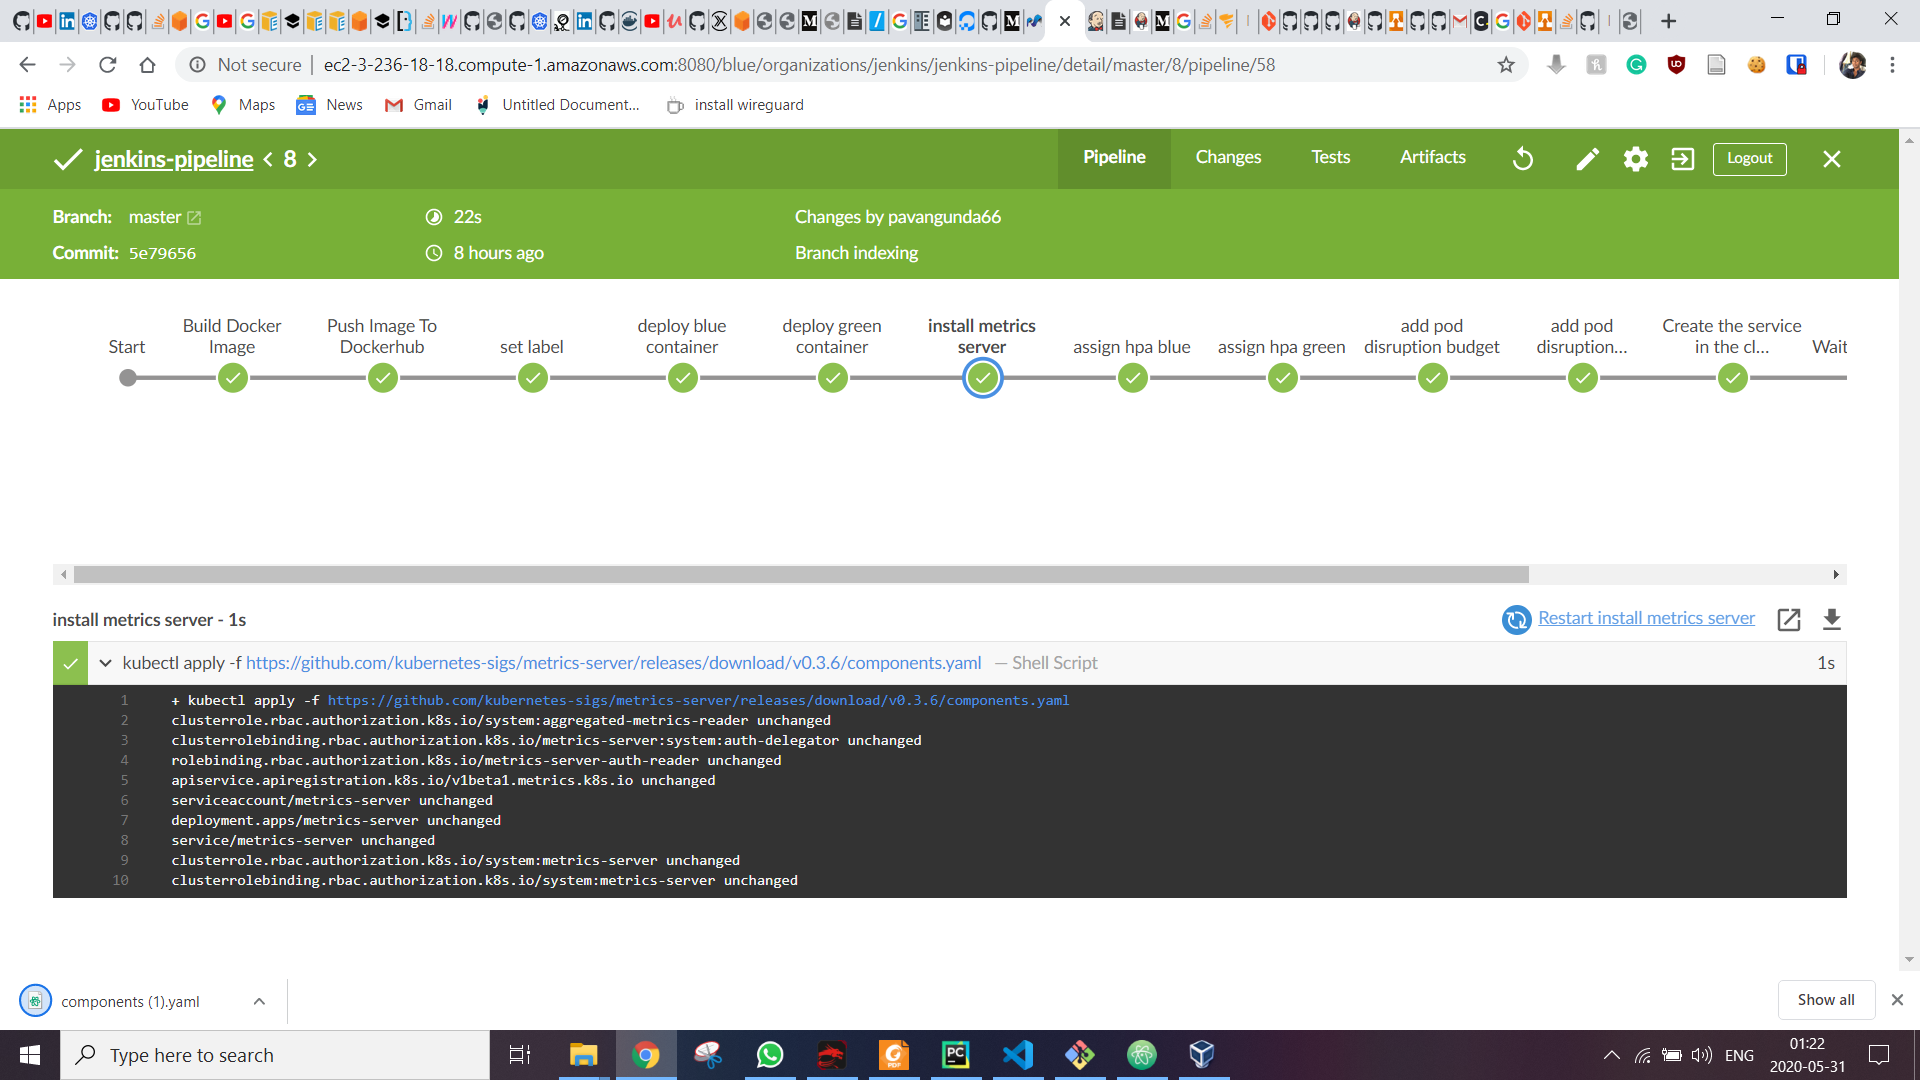 Not secure | ec2-3-236-18-18.compute-1.amazonaws.com:8080/blue/organizations/jenkins/jenkins-pipeline/detail/master/8/pipeline/58
Apps YouTube Maps News Gmail Untitled Document... install wireguard
jenkins-pipeline < 8 > Pipeline Changes Tests Artifacts Logout
Branch: master 22s Changes by pavangunda66
Commit: 5e79656 8 hours ago Branch indexing
Start
Build Docker
Image
Push Image To
Dockerhub
set label
deploy blue
container
deploy green
container
install metrics
server
assign hpa blue
assign hpa green
add pod
disruption budget
add pod
disruption...
Create the service
in the cl...
Wait
install metrics server - 1s Restart install metrics server
kubectl apply -f https://github.com/kubernetes-sigs/metrics-server/releases/download/v0.3.6/components.yaml — Shell Script 1s
1 + kubectl apply -f https://github.com/kubernetes-sigs/metrics-server/releases/download/v0.3.6/components.yaml
2 clusterrole.rbac.authorization.k8s.io/system:aggregated-metrics-reader unchanged
3 clusterrolebinding.rbac.authorization.k8s.io/metrics-server:system:auth-delegator unchanged
4 rolebinding.rbac.authorization.k8s.io/metrics-server-auth-reader unchanged
5 apiservice.apiregistration.k8s.io/v1beta1.metrics.k8s.io unchanged
6 serviceaccount/metrics-server unchanged
7 deployment.apps/metrics-server unchanged
8 service/metrics-server unchanged
9 clusterrole.rbac.authorization.k8s.io/system:metrics-server unchanged
10 clusterrolebinding.rbac.authorization.k8s.io/system:metrics-server unchanged
components (1).yaml Show all
Type here to search ENG 01:22
2020-05-31